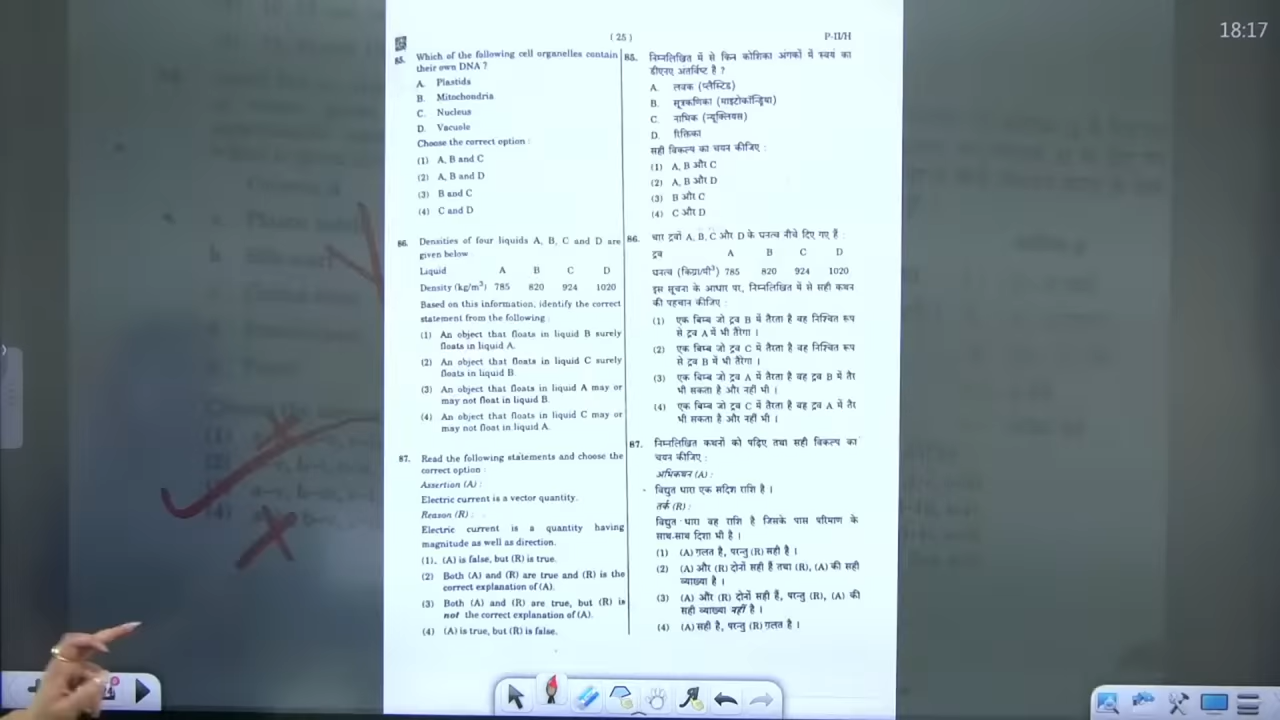 18:17
( 25 )
P-II/H
85. Which of the following cell organelles contain
their own DNA ?
A. Plastids
B. Mitochondria
C. Nucleus
D. Vacuole
Choose the correct option :
(1) A, B and C
(2) A, B and D
(3) B and C
(4) C and D
86. Densities of four liquids A, B, C and D are
given below :
Liquid A B C D
Density (kg/m³) 785 820 924 1020
Based on this information, identify the correct
statement from the following :
(1) An object that floats in liquid B surely
floats in liquid A.
(2) An object that floats in liquid C surely
floats in liquid B.
(3) An object that floats in liquid A may or
may not float in liquid B.
(4) An object that floats in liquid C may or
may not float in liquid A.
87. Read the following statements and choose the
correct option :
Assertion (A) :
Electric current is a vector quantity.
Reason (R) :
Electric current is a quantity having
magnitude as well as direction.
(1) (A) is false, but (R) is true.
(2) Both (A) and (R) are true and (R) is the
correct explanation of (A).
(3) Both (A) and (R) are true, but (R) is
not the correct explanation of (A).
(4) (A) is true, but (R) is false.
85. निम्नलिखित में से किन कोशिका अंगकों में स्वयं का
डीएनए अंतर्विष्ट है ?
A. लवक (प्लैस्टिड)
B. सूत्रकणिका (माइटोकॉन्ड्रिया)
C. नाभिक (न्यूक्लियस)
D. रिक्तिका
सही विकल्प का चयन कीजिए :
(1) A, B और C
(2) A, B और D
(3) B और C
(4) C और D
86. चार द्रवों A, B, C और D के घनत्व नीचे दिए गए हैं :
द्रव A B C D
घनत्व (किग्रा/मी³) 785 820 924 1020
इस सूचना के आधार पर, निम्नलिखित में से सही कथन
की पहचान कीजिए :
(1) एक बिम्ब जो द्रव B में तैरता है वह निश्चित रूप
से द्रव A में भी तैरेगा ।
(2) एक बिम्ब जो द्रव C में तैरता है वह निश्चित रूप
से द्रव B में भी तैरेगा ।
(3) एक बिम्ब जो द्रव A में तैरता है वह द्रव B में तैर
भी सकता है और नहीं भी ।
(4) एक बिम्ब जो द्रव C में तैरता है वह द्रव A में तैर
भी सकता है और नहीं भी ।
87. निम्नलिखित कथनों को पढ़िए तथा सही विकल्प का
चयन कीजिए :
अभिकथन (A) :
विद्युत धारा एक सदिश राशि है ।
तर्क (R) :
विद्युत धारा वह राशि है जिसके पास परिमाण के
साथ-साथ दिशा भी है ।
(1) (A) ग़लत है, परन्तु (R) सही है ।
(2) (A) और (R) दोनों सही हैं तथा (R), (A) की सही
व्याख्या है ।
(3) (A) और (R) दोनों सही हैं, परन्तु (R), (A) की
सही व्याख्या नहीं है ।
(4) (A) सही है, परन्तु (R) ग़लत है ।